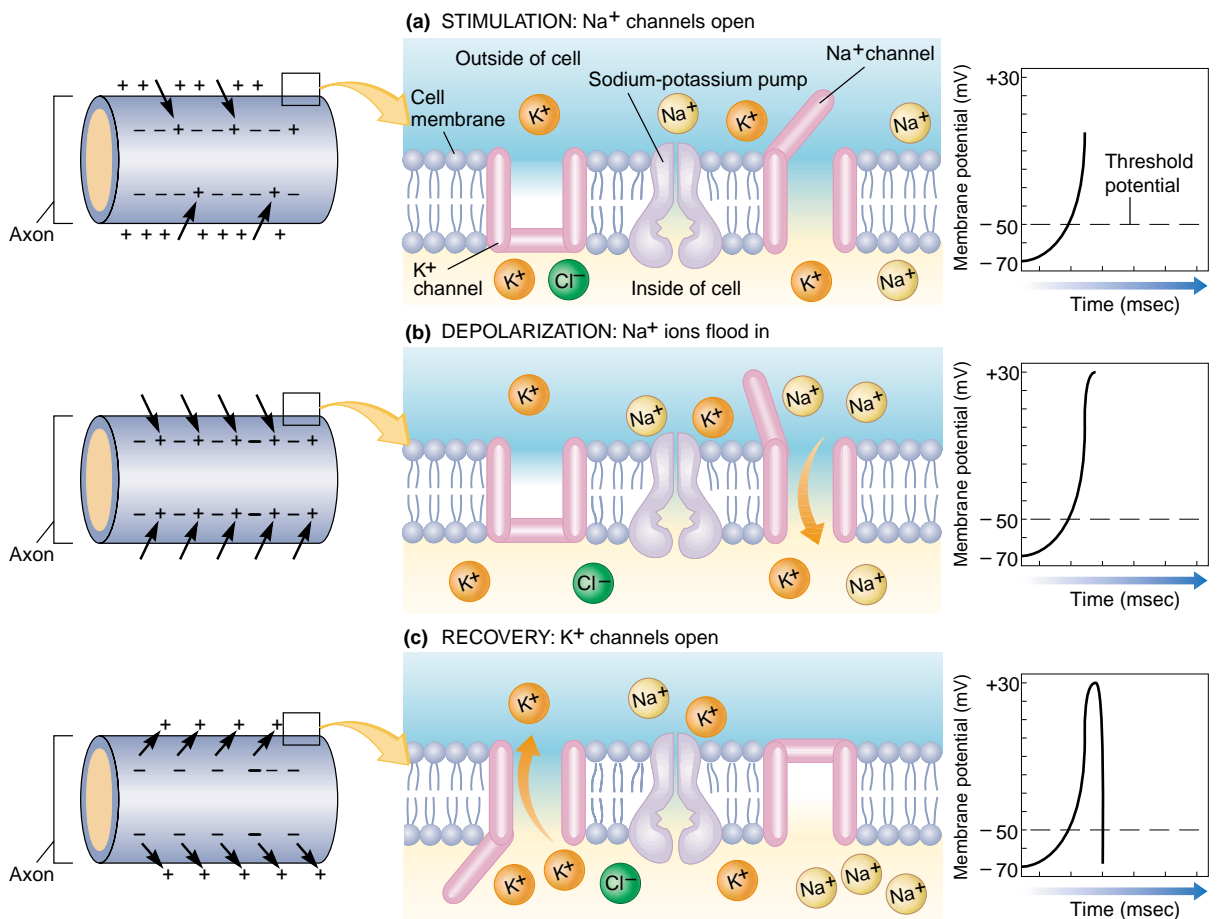 (a) STIMULATION: Na+ channels open
+ + + + + + + + +
− − − + − − + − − − +
− − − − + − − − + −
+ + + + + + + + + +
Axon
Outside of cell
Na+ channel
Sodium-potassium pump
Cell
membrane
K+
Na+
K+
Na+
K+
channel
K+
Cl−
Inside of cell
K+
Na+
+30
−50
−70
Membrane potential (mV)
Threshold
potential
Time (msec)
(b) DEPOLARIZATION: Na+ ions flood in
− + − + − + − + − +
− + − + − + − + − +
Axon
K+
Na+
K+
Na+
Na+
K+
Cl−
K+
Na+
+30
−50
−70
Membrane potential (mV)
Time (msec)
(c) RECOVERY: K+ channels open
+ + + +
− − − − − −
− − − − −
+ + + + +
Axon
K+
Na+
K+
K+
K+
Cl−
K+
Na+
Na+
Na+
+30
−50
−70
Membrane potential (mV)
Time (msec)